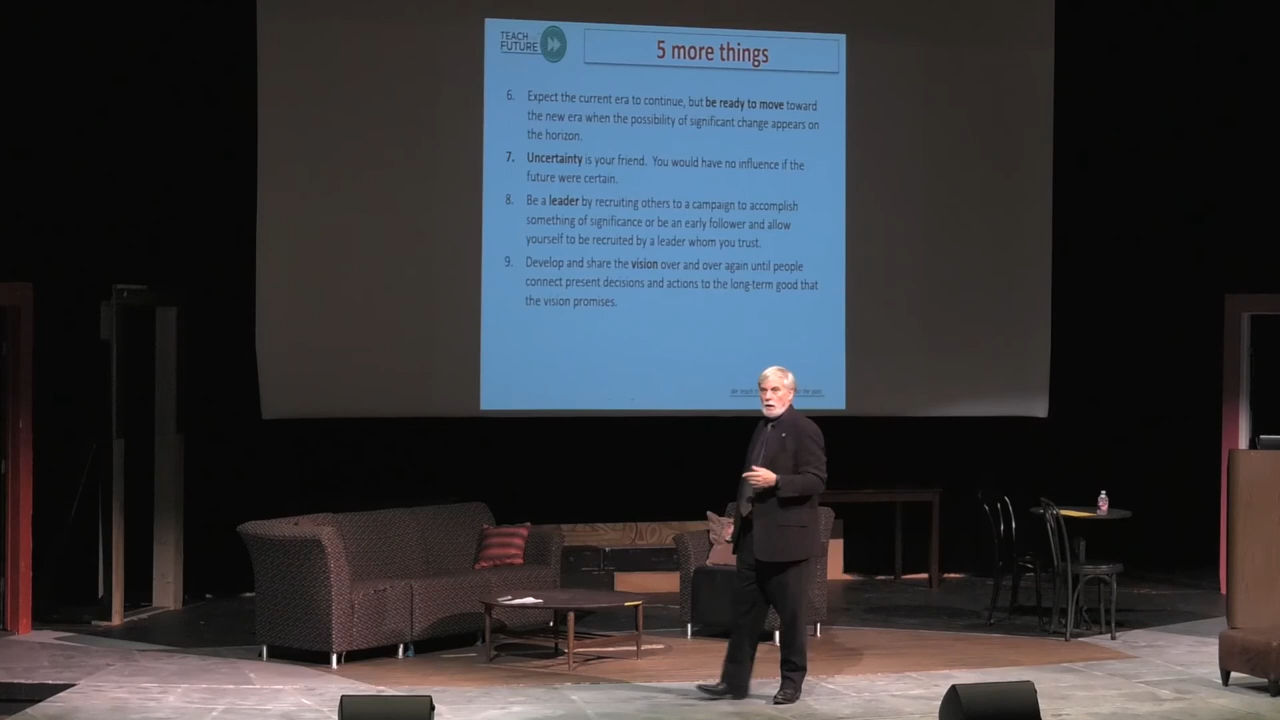 TEACH
FUTURE
5 more things
6. Expect the current era to continue, but be ready to move toward
the new era when the possibility of significant change appears on
the horizon.
7. Uncertainty is your friend. You would have no influence if the
future were certain.
8. Be a leader by recruiting others to a campaign to accomplish
something of significance or be an early follower and allow
yourself to be recruited by a leader whom you trust.
9. Develop and share the vision over and over again until people
connect present decisions and actions to the long-term good that
the vision promises.
We teach the past